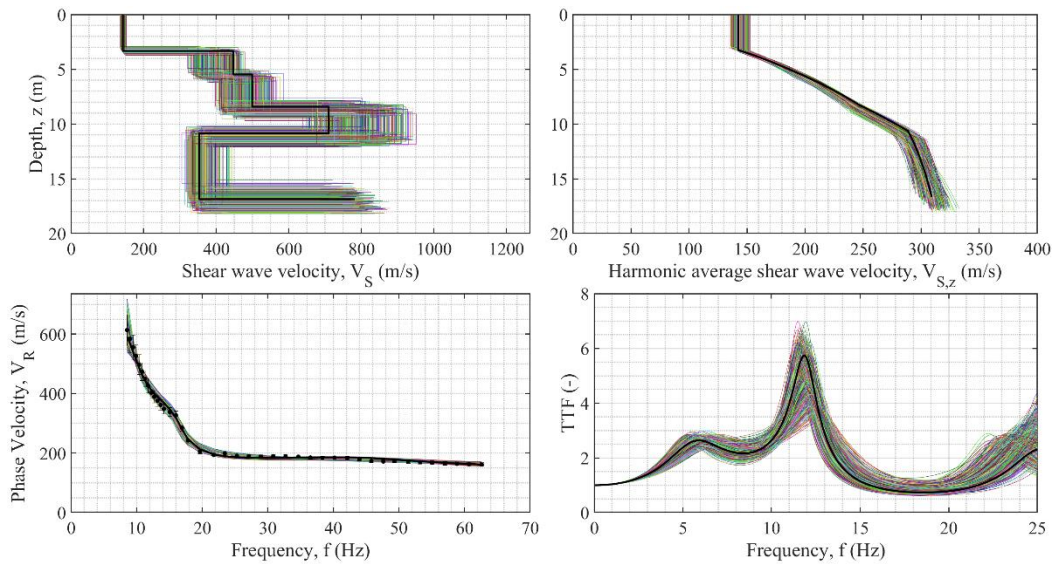 0
5
10
15
20
Depth, z (m)
0 200 400 600 800 1000 1200
Shear wave velocity, V_S (m/s)
0
5
10
15
20
0 50 100 150 200 250 300 350 400
Harmonic average shear wave velocity, V_S,z (m/s)
600
400
200
0
Phase Velocity, V_R (m/s)
0 10 20 30 40 50 60 70
Frequency, f (Hz)
8
6
4
2
0
TTF (-)
0 5 10 15 20 25
Frequency, f (Hz)